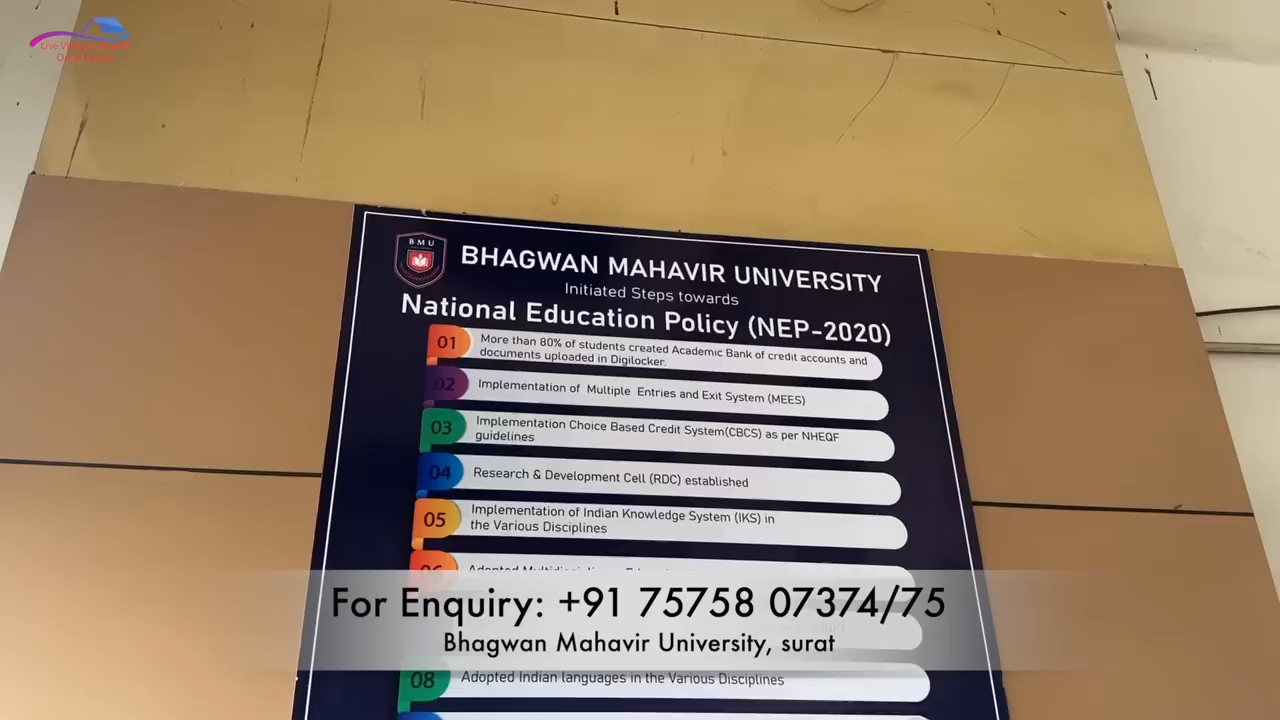 BMU
BHAGWAN MAHAVIR UNIVERSITY
Initiated Steps towards
National Education Policy (NEP-2020)
01
More than 80% of students created Academic Bank of credit accounts and
documents uploaded in Digilocker.
02
Implementation of Multiple Entries and Exit System (MEES)
03
Implementation Choice Based Credit System(CBCS) as per NHEQF
guidelines
04
Research & Development Cell (RDC) established
05
Implementation of Indian Knowledge System (IKS) in
the Various Disciplines
06
Adopted
For Enquiry: +91 75758 07374/75
Bhagwan Mahavir University, surat
08
Adopted Indian languages in the Various Disciplines